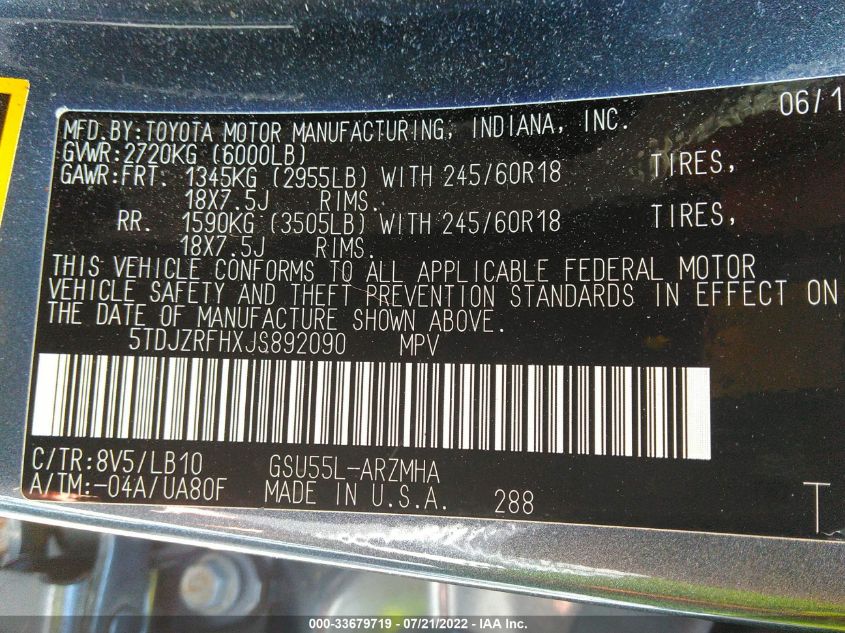 06/1
MFD.BY:TOYOTA MOTOR MANUFACTURING, INDIANA, INC.
GVWR:2720KG (6000LB)
GAWR:FRT. 1345KG (2955LB) WITH 245/60R18 TIRES,
18X7.5J RIMS.
RR. 1590KG (3505LB) WITH 245/60R18 TIRES,
18X7.5J RIMS.
THIS VEHICLE CONFORMS TO ALL APPLICABLE FEDERAL MOTOR
VEHICLE SAFETY AND THEFT PREVENTION STANDARDS IN EFFECT ON
THE DATE OF MANUFACTURE SHOWN ABOVE.
5TDJZRFHXJS892090 MPV
C/TR:8V5/LB10 GSU55L-ARZMHA
A/TM:-04A/UA80F MADE IN U.S.A. 288
T
000-33679719 - 07/21/2022 - IAA Inc.